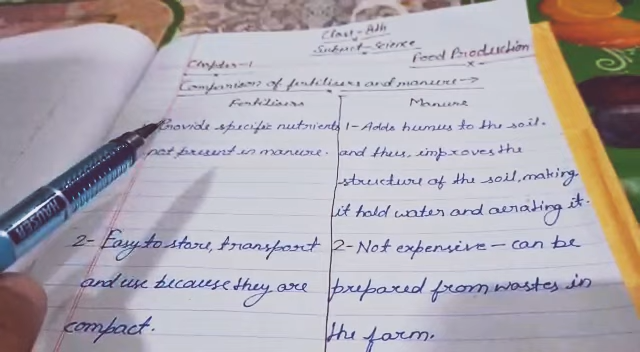 Class-8th
Subject-Science
Chapter-1
Food Production
Comparison of fertilizers and manure→
Fertilizers
Provide specific nutrients
not present in manure.
2- Easy to store, transport
and use because they are
compact.
Manure
1- Adds humus to the soil.
and thus, improves the
structure of the soil, making
it hold water and aerating it.
2- Not expensive - can be
prepared from wastes in
the farm.
HAUSER